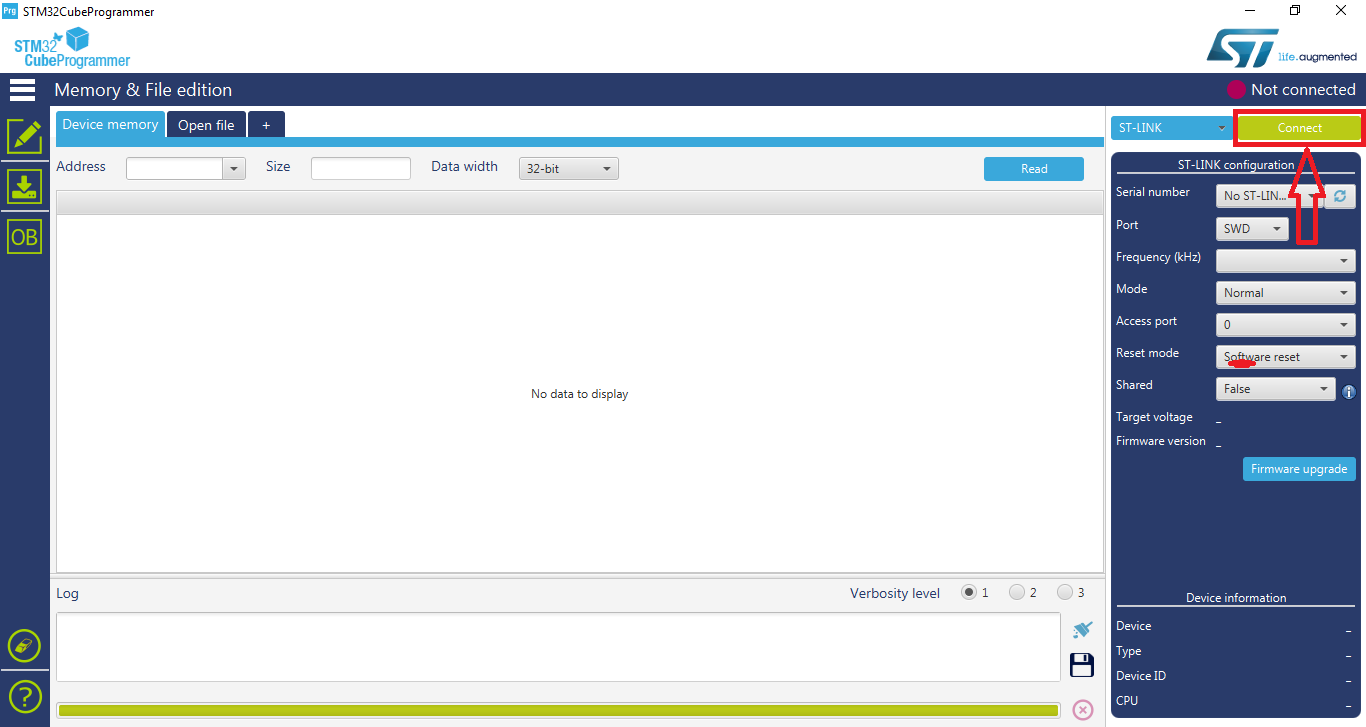 Prg STM32CubeProgrammer
STM32
CubeProgrammer
ST life.augmented
Memory & File edition
Not connected
Device memory Open file +
ST-LINK Connect
Address Size Data width 32-bit Read
ST-LINK configuration
Serial number No ST-LIN...
Port SWD
Frequency (kHz)
Mode Normal
Access port 0
Reset mode Software reset
Shared False
Target voltage _
Firmware version _
Firmware upgrade
OB
No data to display
Log Verbosity level 1 2 3
Device information
Device _
Type _
Device ID _
CPU _
?